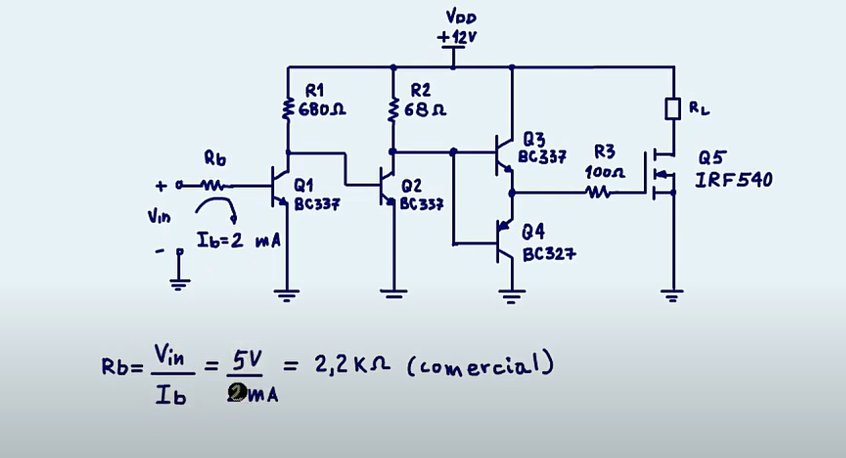 VDD
+12V
R1
680Ω
R2
68Ω
RL
Q3
BC337
R3
100Ω
Q5
IRF540
Rb
+
Vin
-
Q1
BC337
Q2
BC337
Ib=2 mA
Q4
BC327
Rb= Vin / Ib = 5V / 2mA = 2,2KΩ (comercial)